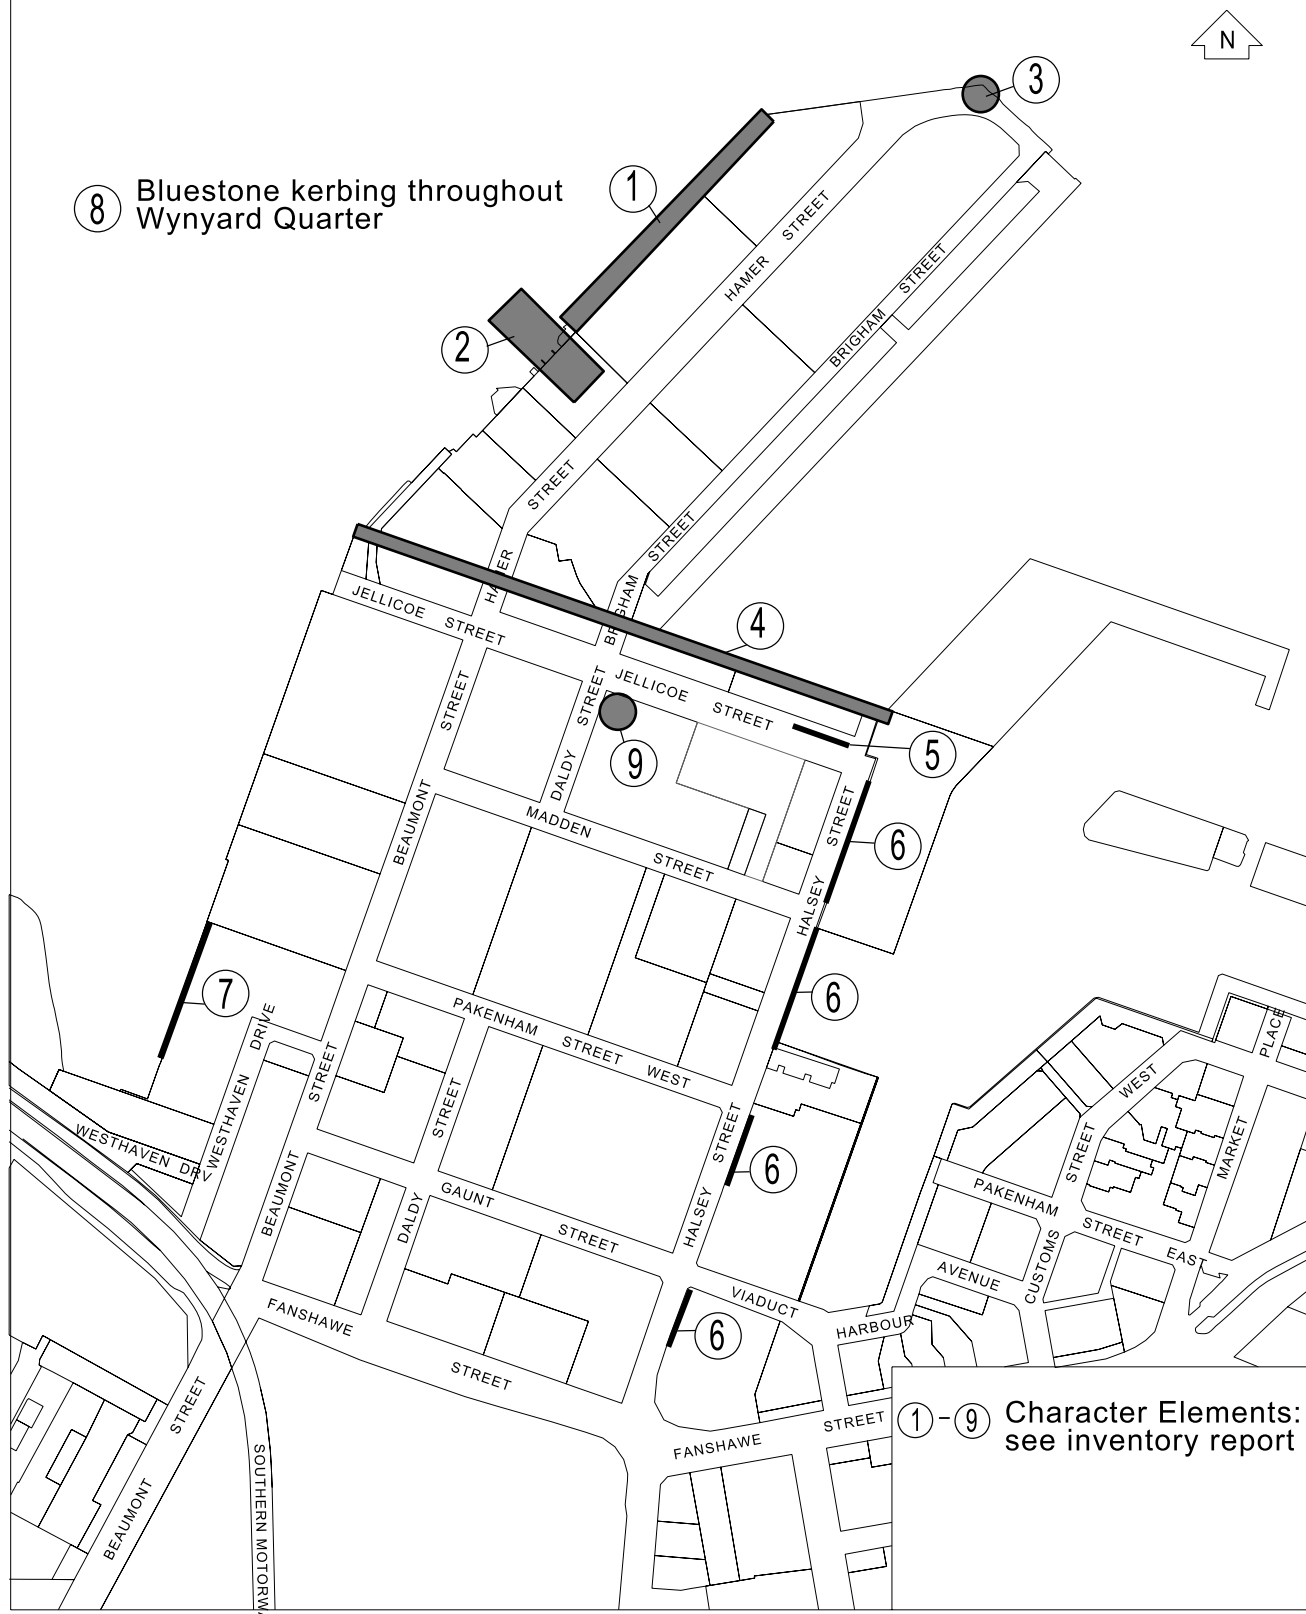 N
3
1
8 Bluestone kerbing throughout
Wynyard Quarter
2
HAMER STREET
BRIGHAM STREET
HAMER STREET
BRIGHAM STREET
4
JELLICOE STREET
JELLICOE STREET
5
9
BEAUMONT STREET
DALDY STREET
MADDEN STREET
HALSEY STREET
6
6
7
PAKENHAM STREET WEST
WESTHAVEN DRIVE
WESTHAVEN DRV
BEAUMONT STREET
DALDY STREET
GAUNT STREET
HALSEY STREET
6
PLACE
WEST
STREET
MARKET
PAKENHAM STREET EAST
CUSTOMS
AVENUE
VIADUCT
HARBOUR
6
FANSHAWE STREET
FANSHAWE STREET
BEAUMONT STREET
SOUTHERN MOTORWA
1 - 9 Character Elements:
see inventory report